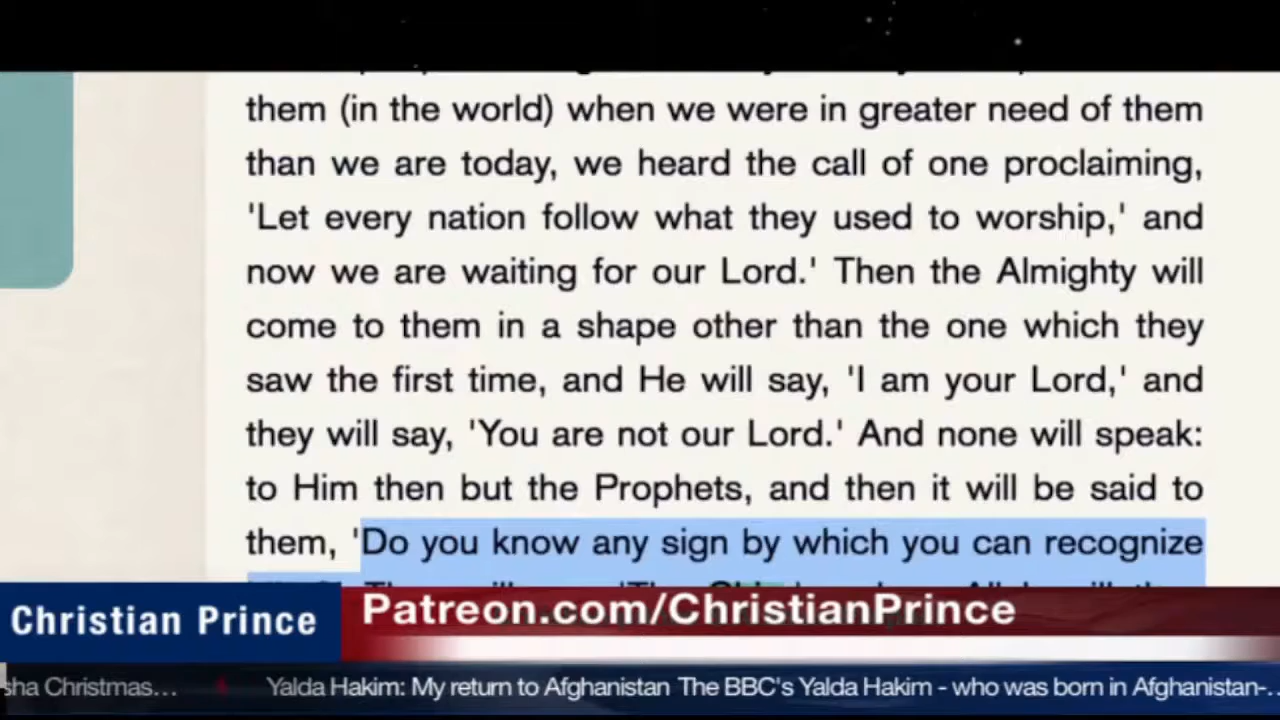 them (in the world) when we were in greater need of them
than we are today, we heard the call of one proclaiming,
'Let every nation follow what they used to worship,' and
now we are waiting for our Lord.' Then the Almighty will
come to them in a shape other than the one which they
saw the first time, and He will say, 'I am your Lord,' and
they will say, 'You are not our Lord.' And none will speak:
to Him then but the Prophets, and then it will be said to
them, 'Do you know any sign by which you can recognize
Christian Prince
Patreon.com/ChristianPrince
sha Christmas...
Yalda Hakim: My return to Afghanistan The BBC's Yalda Hakim - who was born in Afghanistan-..